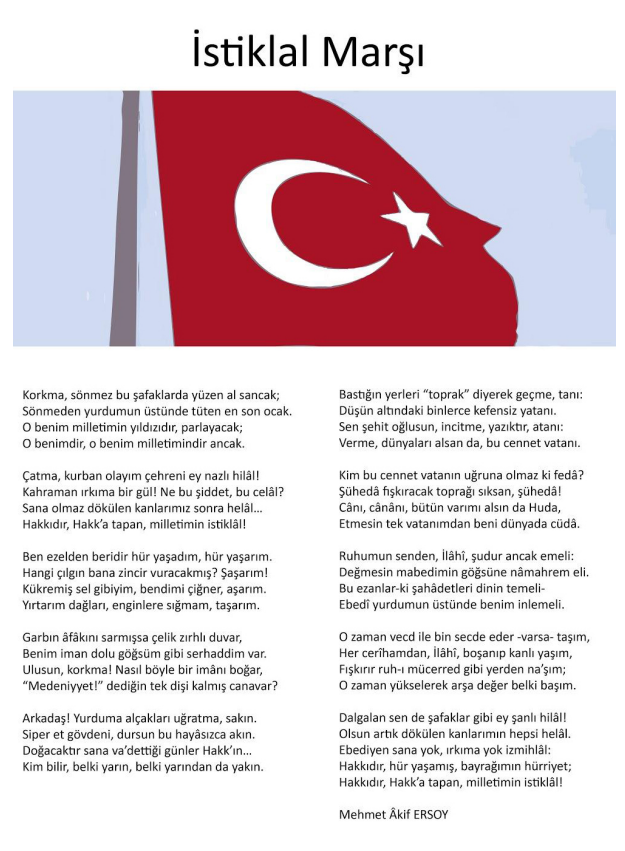 İstiklal Marşı
Korkma, sönmez bu şafaklarda yüzen al sancak;
Sönmeden yurdumun üstünde tüten en son ocak.
O benim milletimin yıldızıdır, parlayacak;
O benimdir, o benim milletimindir ancak.
Çatma, kurban olayım çehreni ey nazlı hilâl!
Kahraman ırkıma bir gül! Ne bu şiddet, bu celâl?
Sana olmaz dökülen kanlarımız sonra helâl...
Hakkıdır, Hakk’a tapan, milletimin istiklâl!
Ben ezelden beridir hür yaşadım, hür yaşarım.
Hangi çılgın bana zincir vuracakmış? Şaşarım!
Kükremiş sel gibiyim, bendimi çiğner, aşarım.
Yırtarım dağları, enginlere sığmam, taşarım.
Garbın âfâkını sarmışsa çelik zırhlı duvar,
Benim iman dolu göğsüm gibi serhaddim var.
Ulusun, korkma! Nasıl böyle bir imânı boğar,
“Medeniyyet!” dediğin tek dişi kalmış canavar?
Arkadaş! Yurduma alçakları uğratma, sakın.
Siper et gövdeni, dursun bu hayâsızca akın.
Doğacaktır sana va’dettiği günler Hakk’ın...
Kim bilir, belki yarın, belki yarından da yakın.
Bastığın yerleri “toprak” diyerek geçme, tanı:
Düşün altındaki binlerce kefensiz yatanı.
Sen şehit oğlusun, incitme, yazıktır, atanı:
Verme, dünyaları alsan da, bu cennet vatanı.
Kim bu cennet vatanın uğruna olmaz ki fedâ?
Şühedâ fışkıracak toprağı sıksan, şühedâ!
Cânı, cânânı, bütün varımı alsın da Huda,
Etmesin tek vatanımdan beni dünyada cüdâ.
Ruhumun senden, İlâhî, şudur ancak emeli:
Değmesin mabedimin göğsüne nâmahrem eli.
Bu ezanlar-ki şahâdetleri dinin temeli-
Ebedî yurdumun üstünde benim inlemeli.
O zaman vecd ile bin secde eder -varsa- taşım,
Her cerîhamdan, İlâhî, boşanıp kanlı yaşım,
Fışkırır ruh-ı mücerred gibi yerden na’şım;
O zaman yükselerek arşa değer belki başım.
Dalgalan sen de şafaklar gibi ey şanlı hilâl!
Olsun artık dökülen kanlarımın hepsi helâl.
Ebediyen sana yok, ırkıma yok izmihlâl:
Hakkıdır, hür yaşamış, bayrağımın hürriyet;
Hakkıdır, Hakk’a tapan, milletimin istiklâl!
Mehmet Âkif ERSOY